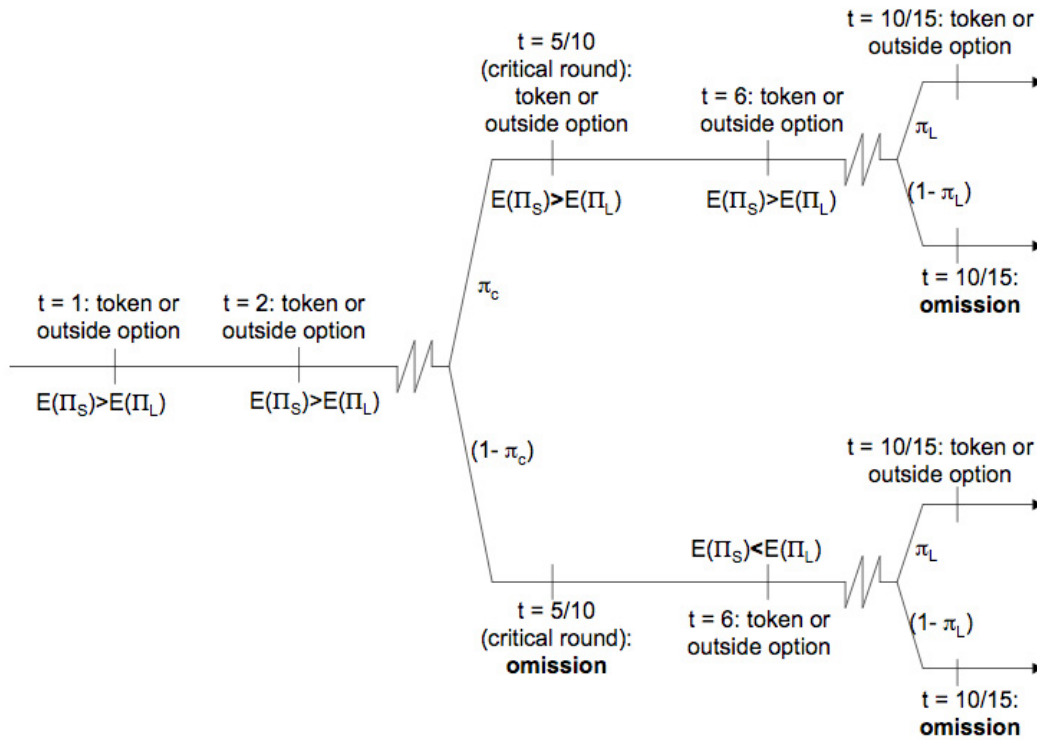 t = 5/10
(critical round):
token or
outside option
E(Π_S)>E(Π_L)
t = 6: token or
outside option
E(Π_S)>E(Π_L)
t = 10/15: token or
outside option
π_L
(1- π_L)
t = 10/15:
omission
t = 1: token or
outside option
E(Π_S)>E(Π_L)
t = 2: token or
outside option
E(Π_S)>E(Π_L)
π_c
(1- π_c)
t = 5/10
(critical round):
omission
E(Π_S)<E(Π_L)
t = 6: token or
outside option
t = 10/15: token or
outside option
π_L
(1- π_L)
t = 10/15:
omission